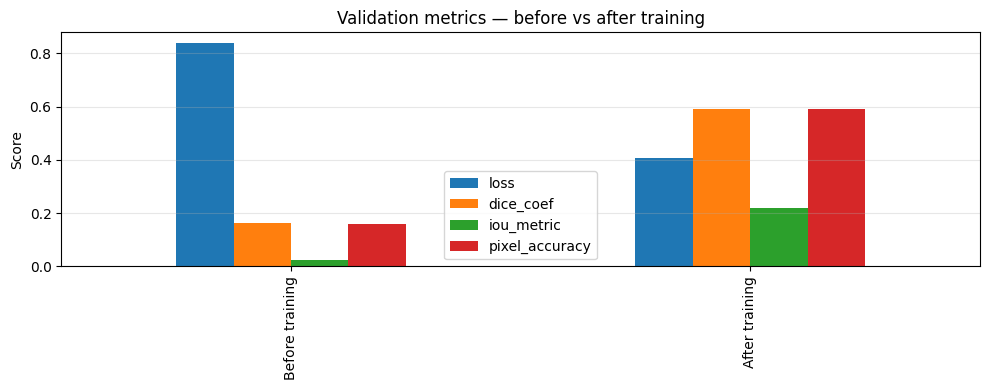 Validation metrics — before vs after training
Score
0.8
0.6
0.4
0.2
0.0
loss
dice_coef
iou_metric
pixel_accuracy
Before training
After training